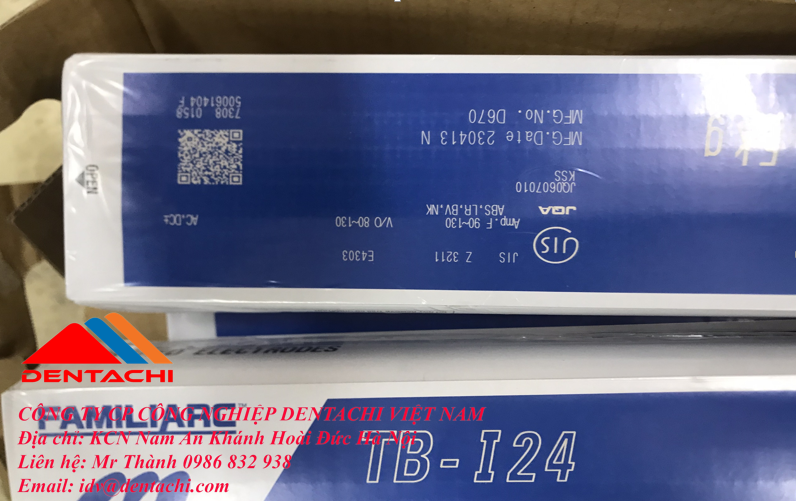 JIS Z 3211 E4303
JIS
Amp.F.90~130 V/O 80~130
ABS.LR.BV.NK
AC.DC±
JQA
JQ0607010
KSS
5kg
MFG.Date 230413 N
MFG.No. D670
7308 0158
50061404 F
OPEN
ELECTRODES
FAMILIARC™
TB-I24
DENTACHI
CÔNG TY CP CÔNG NGHIỆP DENTACHI VIỆT NAM
Địa chỉ: KCN Nam An Khánh Hoài Đức Hà Nội
Liên hệ: Mr Thành 0986 832 938
Email: idv@dentachi.com